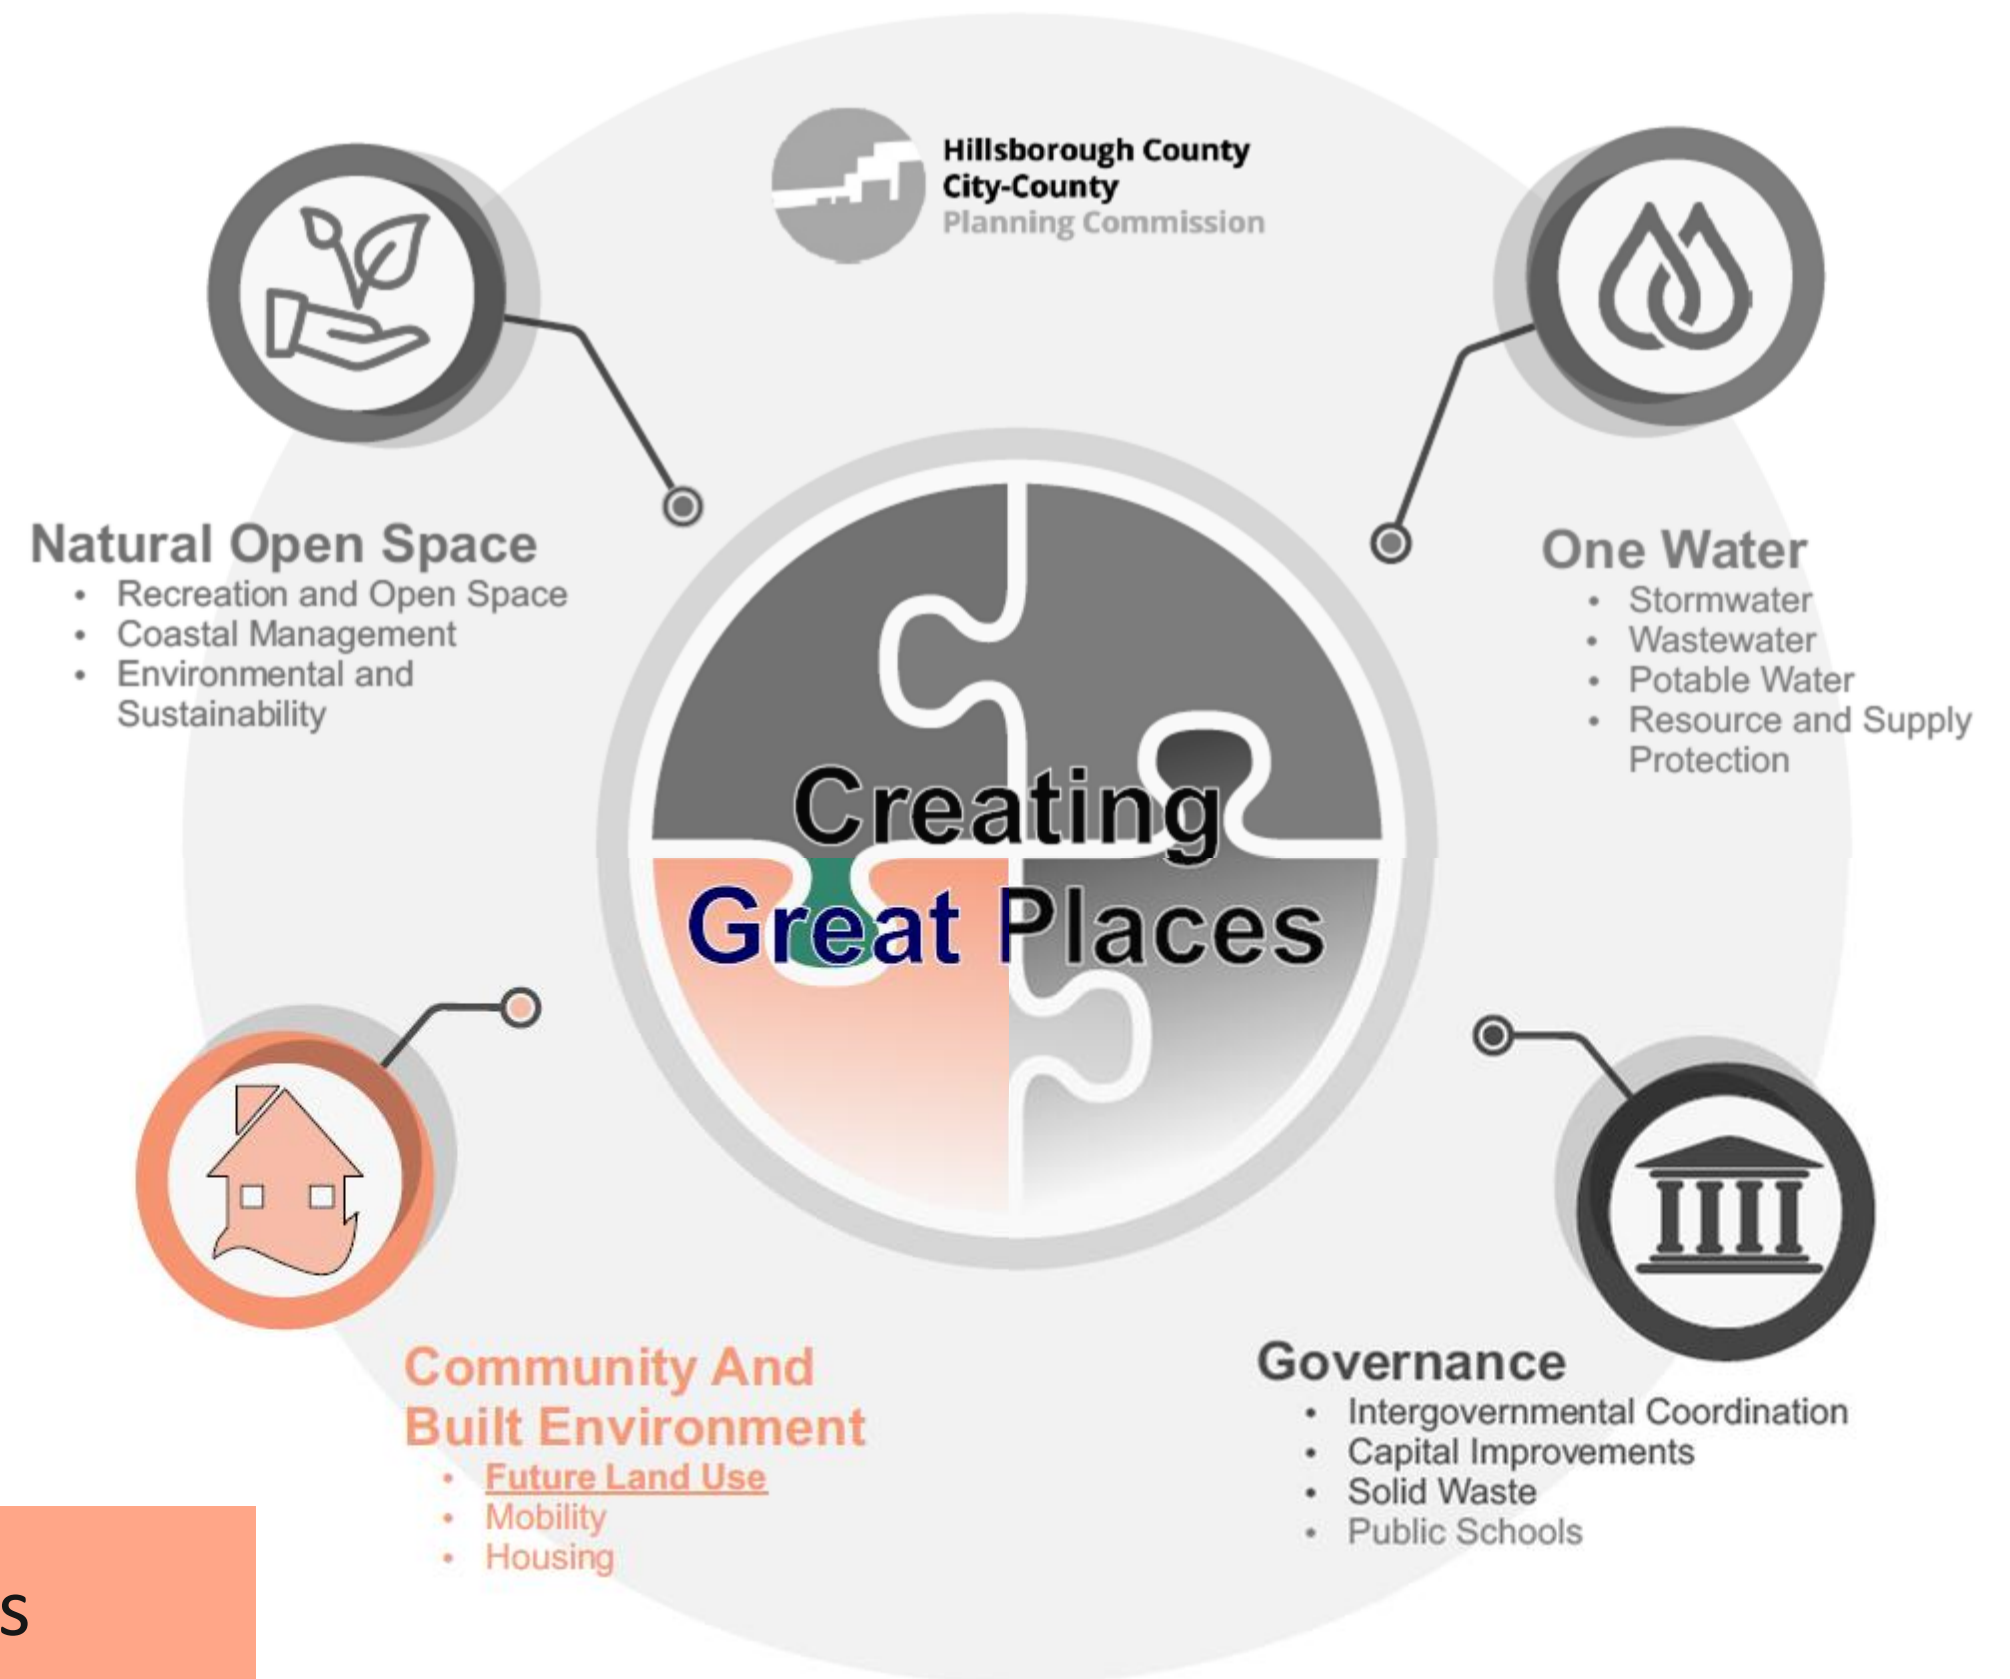 Hillsborough County
City-County
Planning Commission
Natural Open Space
• Recreation and Open Space
• Coastal Management
• Environmental and
Sustainability
One Water
• Stormwater
• Wastewater
• Potable Water
• Resource and Supply
Protection
Creating
Great Places
Community And
Built Environment
• Future Land Use
• Mobility
• Housing
Governance
• Intergovernmental Coordination
• Capital Improvements
• Solid Waste
• Public Schools
s